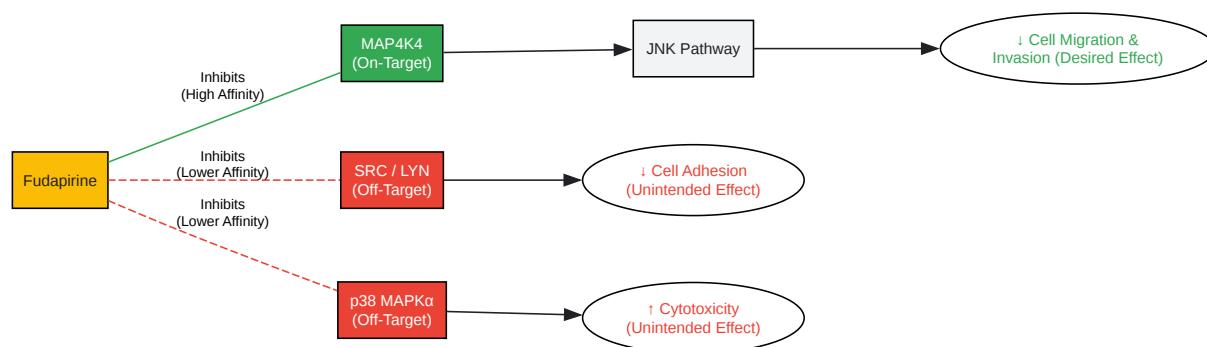 MAP4K4
(On-Target)
JNK Pathway
↓ Cell Migration &
Invasion (Desired Effect)
Inhibits
(High Affinity)
Fudapirine
Inhibits
(Lower Affinity)
SRC / LYN
(Off-Target)
↓ Cell Adhesion
(Unintended Effect)
Inhibits
(Lower Affinity)
p38 MAPKα
(Off-Target)
↑ Cytotoxicity
(Unintended Effect)